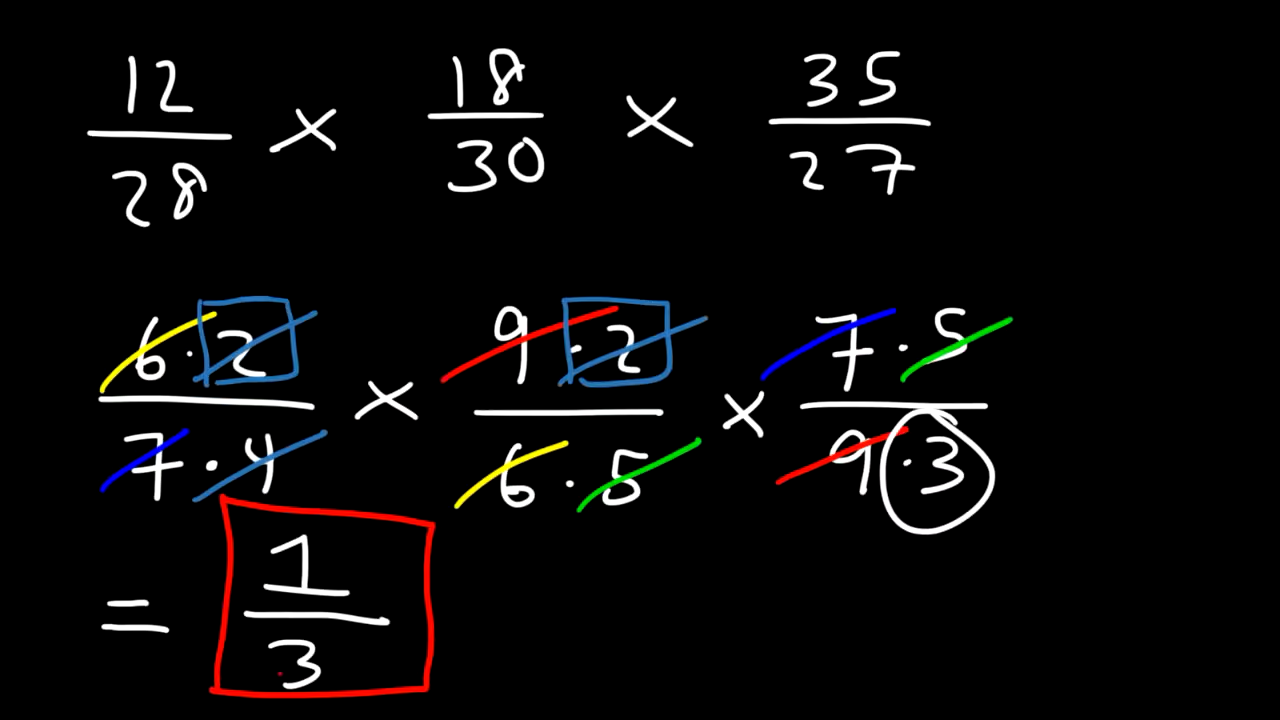 12/28 × 18/30 × 35/27
6·2/7·4 × 9·2/6·5 × 7·5/9·3
= 1/3